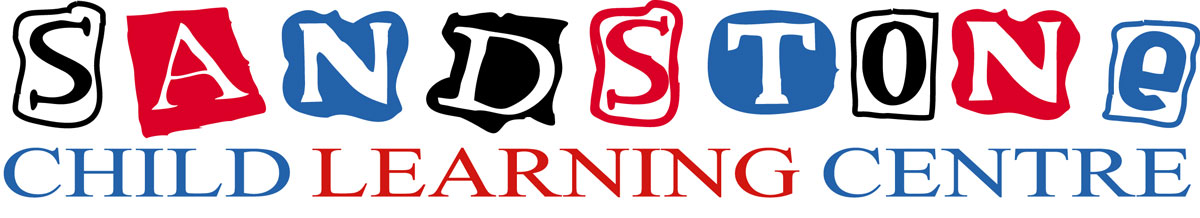 SANDSTONe
CHILD LEARNING CENTRE